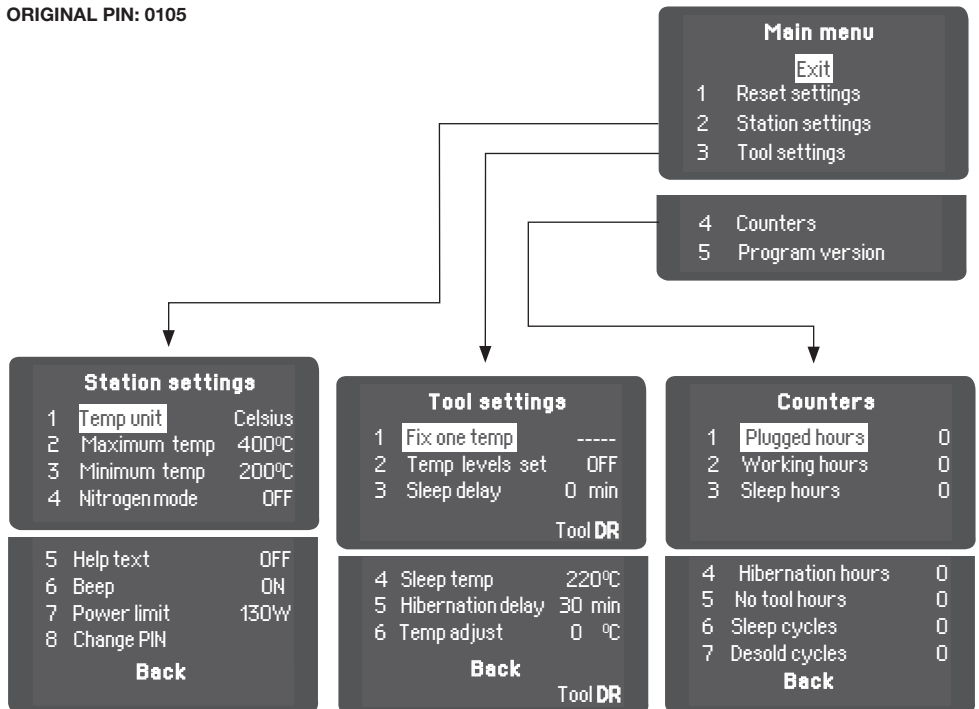 ORIGINAL PIN: 0105
Main menu
Exit
1 Reset settings
2 Station settings
3 Tool settings
4 Counters
5 Program version
Station settings
1 Temp unit Celsius
2 Maximum temp 400ºC
3 Minimum temp 200ºC
4 Nitrogen mode OFF
5 Help text OFF
6 Beep ON
7 Power limit 130W
8 Change PIN
Back
Tool settings
1 Fix one temp -----
2 Temp levels set OFF
3 Sleep delay 0 min
Tool DR
4 Sleep temp 220ºC
5 Hibernation delay 30 min
6 Temp adjust 0 ºC
Back
Tool DR
Counters
1 Plugged hours 0
2 Working hours 0
3 Sleep hours 0
4 Hibernation hours 0
5 No tool hours 0
6 Sleep cycles 0
7 Desold cycles 0
Back